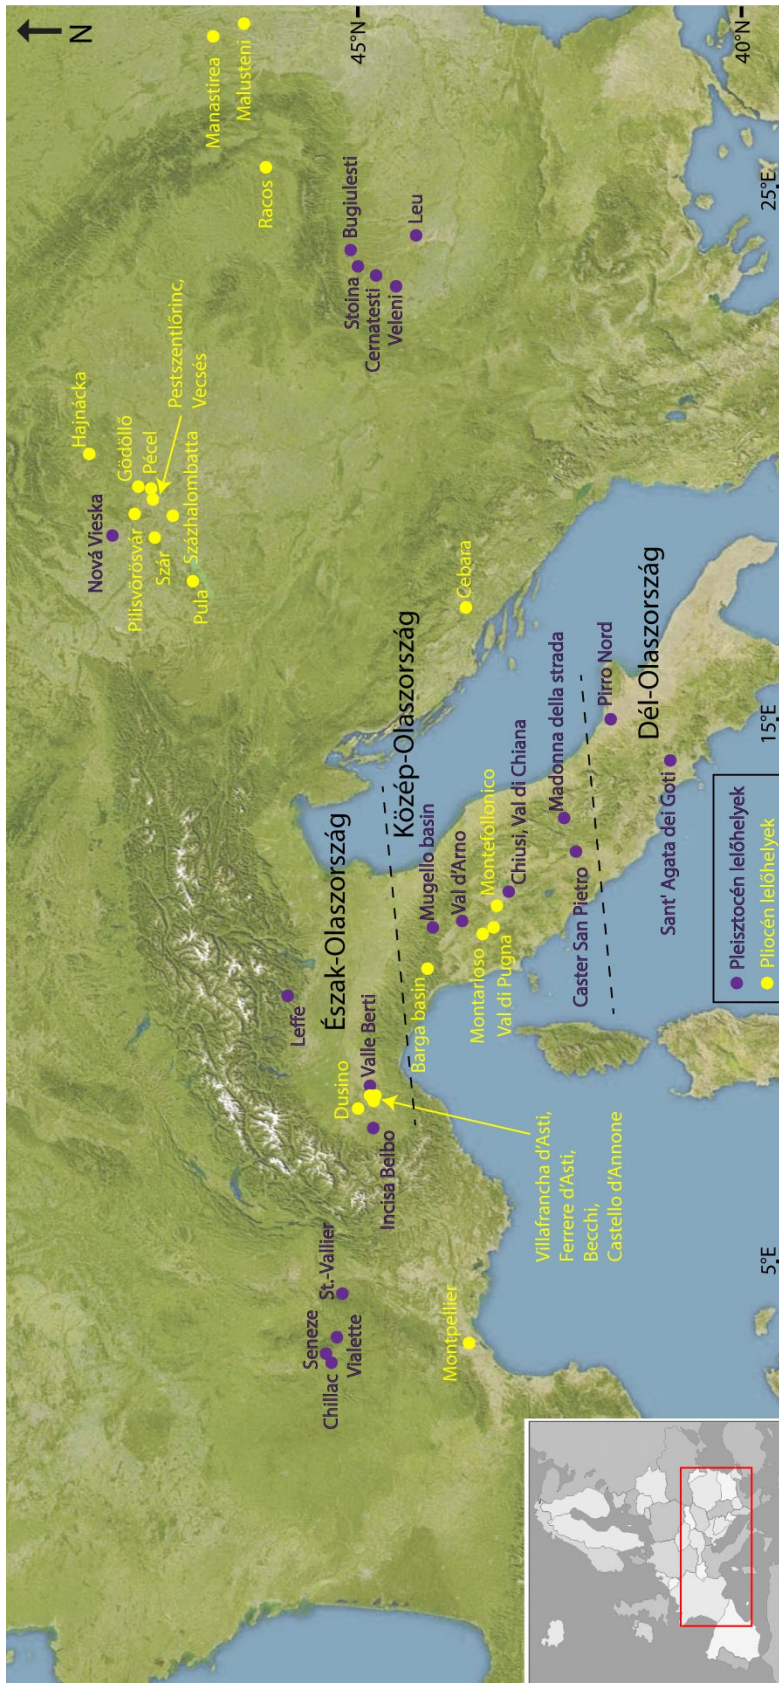 N
Manastirea
Malusteni
Racos
Hajnácka
Gödöllő
Pécel
Pestszentlőrinc,
Vecsés
Nová Vieska
Pilisvörösvár
Szár
Százhalombatta
Pula
Bugiulesti
Stoina
Cernatesti
Veleni
Leu
45°N
40°N
25°E
15°E
5°E
Cebara
Észak-Olaszország
Közép-Olaszország
Dél-Olaszország
Leffe
Dusino
Valle Berti
Incisa Belbo
Villafrancha d'Asti,
Ferrere d'Asti,
Becchi,
Castello d'Annone
Barga basin
Mugello basin
Val d'Arno
Montarloso
Val di Pugna
Montefollonico
Chiusi, Val di Chiana
Madonna della strada
Caster San Pietro
Pirro Nord
Sant' Agata dei Goti
St.-Vallier
Seneze
Chillac
Vialette
Montpellier
Pleisztocén lelőhelyek
Pliocén lelőhelyek